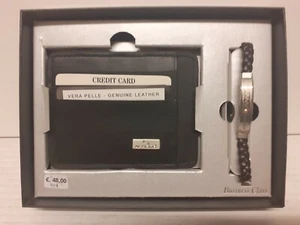 CREDIT CARD
VERA PELLE - GENUINE LEATHER
€. 48,00
Business Class